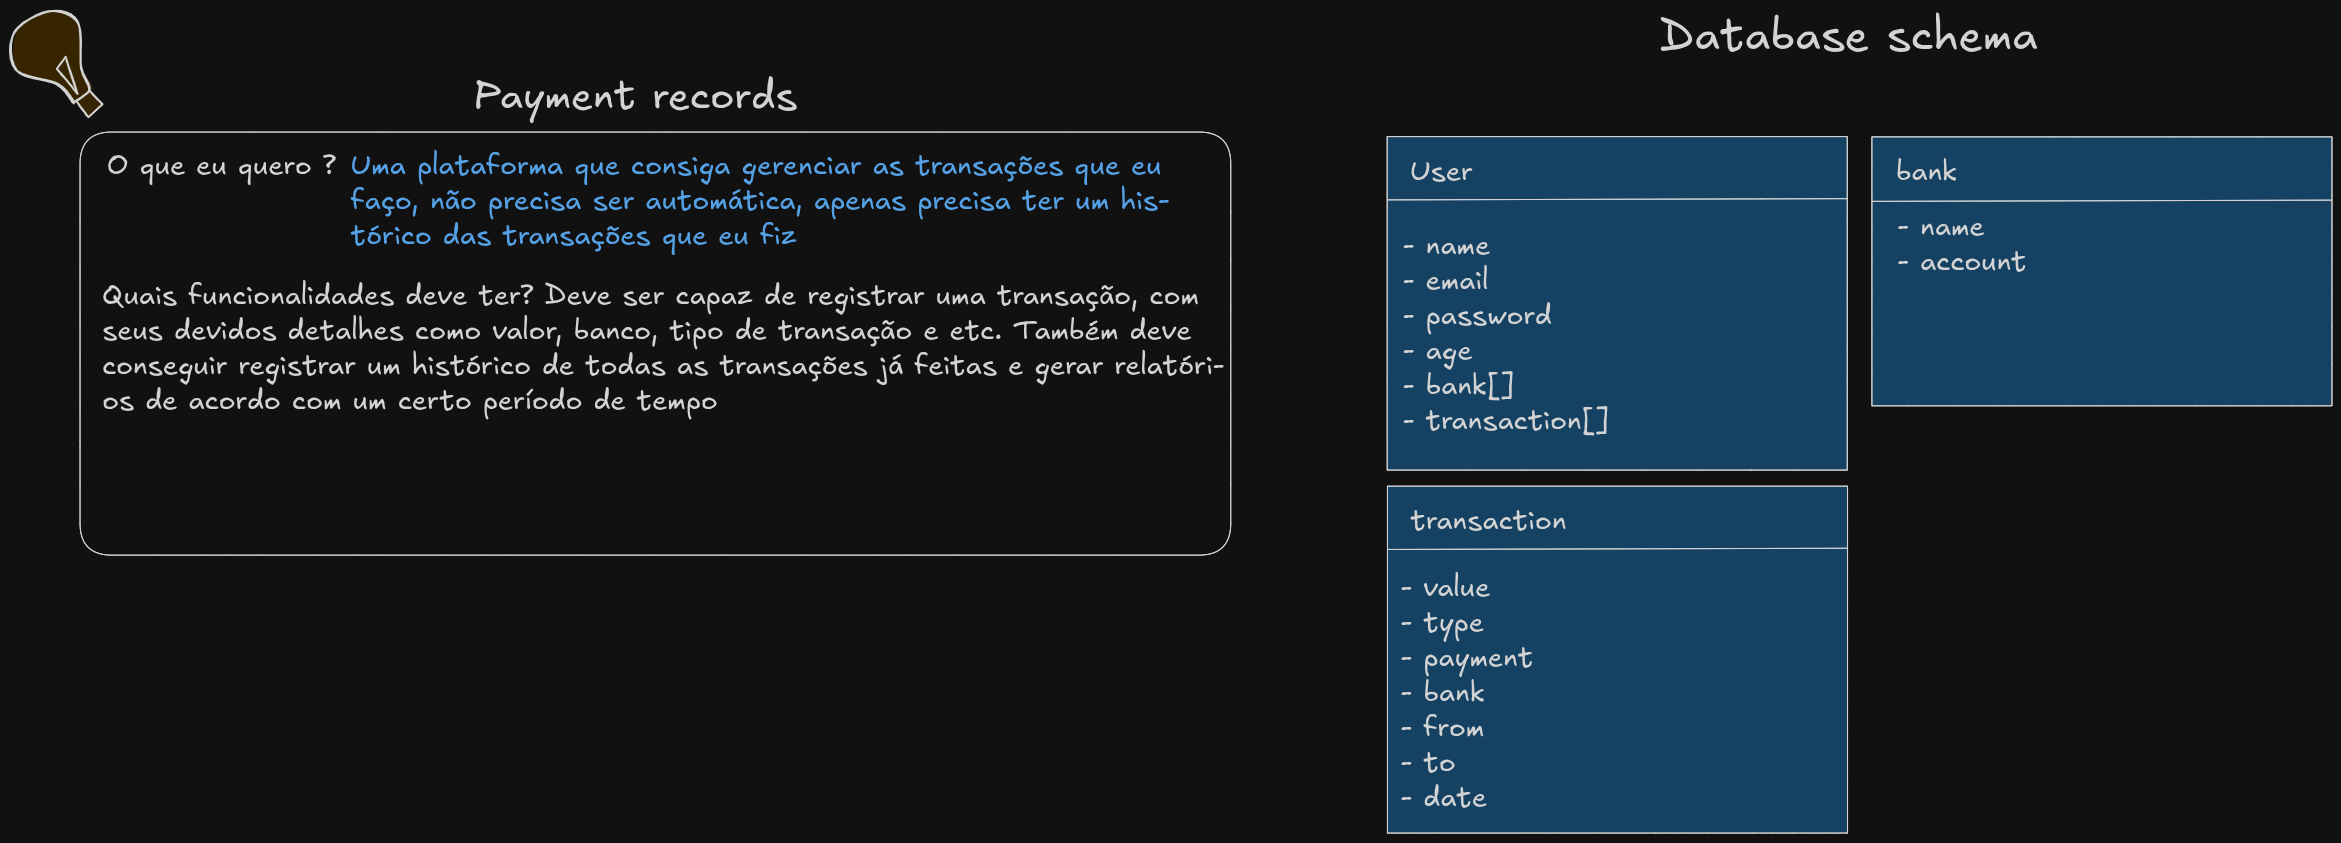 Payment records
O que eu quero ? Uma plataforma que consiga gerenciar as transações que eu
faço, não precisa ser automática, apenas precisa ter um his-
tórico das transações que eu fiz
Quais funcionalidades deve ter? Deve ser capaz de registrar uma transação, com
seus devidos detalhes como valor, banco, tipo de transação e etc. Também deve
conseguir registrar um histórico de todas as transações já feitas e gerar relatóri-
os de acordo com um certo período de tempo
Database schema
User
- name
- email
- password
- age
- bank[]
- transaction[]
bank
- name
- account
transaction
- value
- type
- payment
- bank
- from
- to
- date